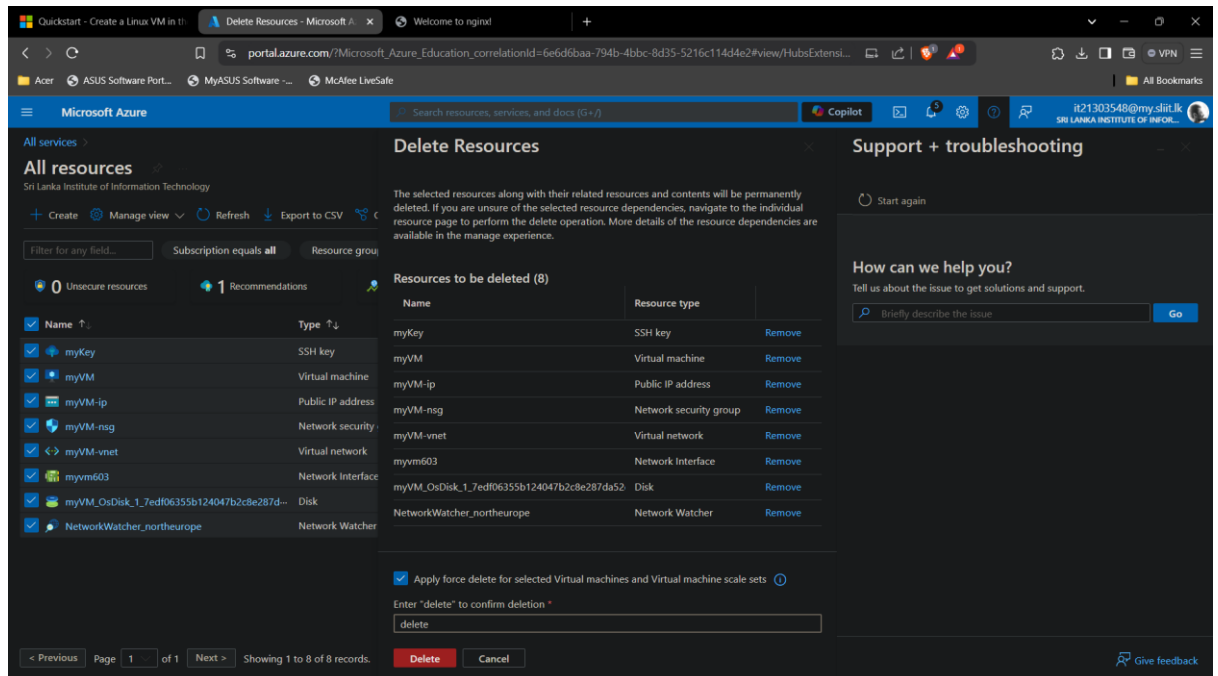 Quickstart - Create a Linux VM in th
Delete Resources - Microsoft A
Welcome to nginx!
portal.azure.com/?Microsoft_Azure_Education_correlationId=6e6d6baa-794b-4bbc-8d35-5216c114d4e2#view/HubsExtensi...
VPN
Acer
ASUS Software Port...
MyASUS Software -...
McAfee LiveSafe
All Bookmarks
Microsoft Azure
Search resources, services, and docs (G+/)
Copilot
5
it21303548@my.sliit.lk
SRI LANKA INSTITUTE OF INFOR...
All services >
All resources
Sri Lanka Institute of Information Technology
+ Create
Manage view
Refresh
Export to CSV
Filter for any field...
Subscription equals all
Resource grou
0 Unsecure resources
1 Recommendations
Name ↑↓
Type ↑↓
myKey
SSH key
myVM
Virtual machine
myVM-ip
Public IP address
myVM-nsg
Network security
myVM-vnet
Virtual network
myvm603
Network Interface
myVM_OsDisk_1_7edf06355b124047b2c8e287d...
Disk
NetworkWatcher_northeurope
Network Watcher
< Previous
Page
1
of 1
Next >
Showing 1 to 8 of 8 records.
Delete Resources
The selected resources along with their related resources and contents will be permanently
deleted. If you are unsure of the selected resource dependencies, navigate to the individual
resource page to perform the delete operation. More details of the resource dependencies are
available in the manage experience.
Resources to be deleted (8)
Name
Resource type
myKey
SSH key
Remove
myVM
Virtual machine
Remove
myVM-ip
Public IP address
Remove
myVM-nsg
Network security group
Remove
myVM-vnet
Virtual network
Remove
myvm603
Network Interface
Remove
myVM_OsDisk_1_7edf06355b124047b2c8e287da52
Disk
Remove
NetworkWatcher_northeurope
Network Watcher
Remove
Apply force delete for selected Virtual machines and Virtual machine scale sets
Enter "delete" to confirm deletion *
delete
Delete
Cancel
Support + troubleshooting
Start again
How can we help you?
Tell us about the issue to get solutions and support.
Briefly describe the issue
Go
Give feedback